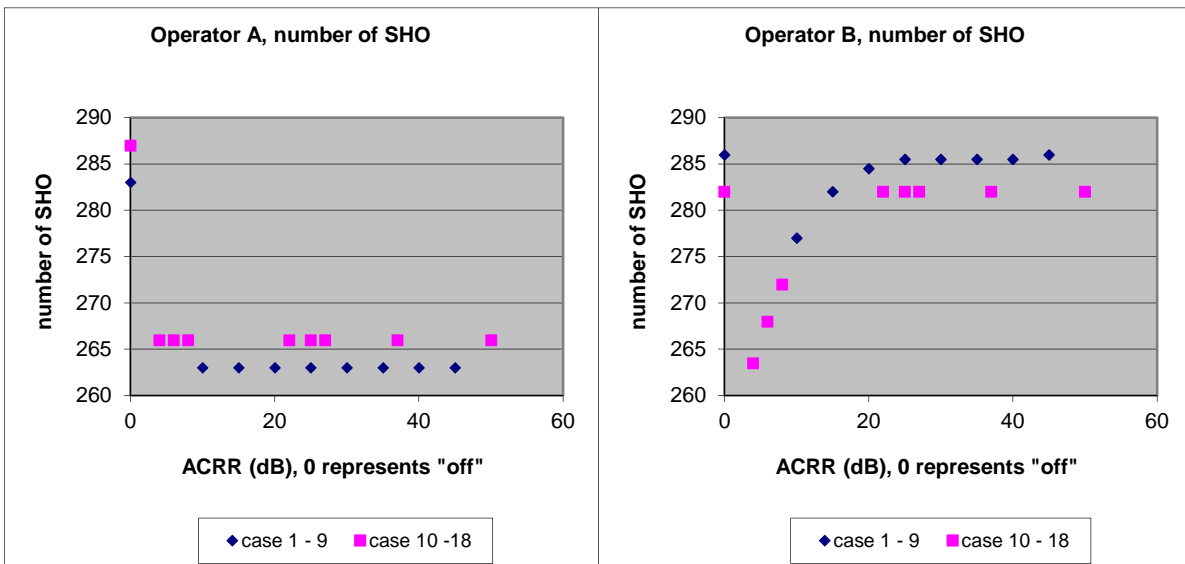 Operator A, number of SHO
290
285
280
275
270
265
260
number of SHO
0
20
40
60
ACRR (dB), 0 represents "off"
case 1 - 9
case 10 -18
Operator B, number of SHO
290
285
280
275
270
265
260
number of SHO
0
20
40
60
ACRR (dB), 0 represents "off"
case 1 - 9
case 10 - 18